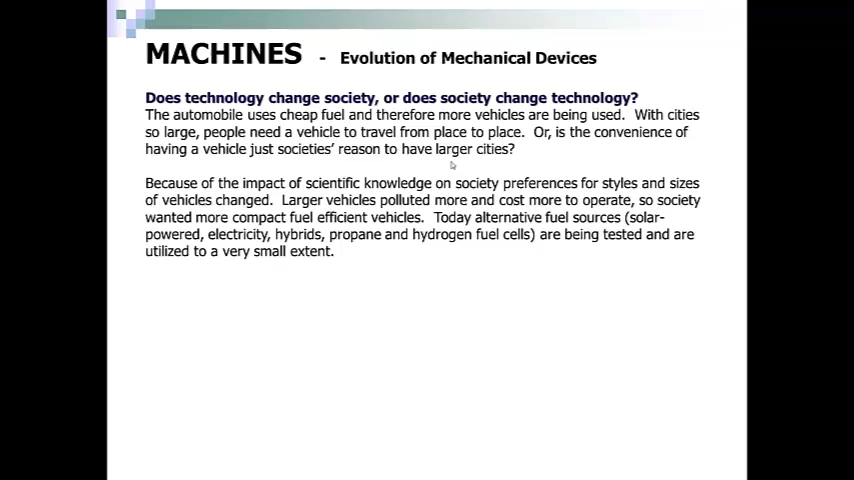 MACHINES - Evolution of Mechanical Devices
Does technology change society, or does society change technology?
The automobile uses cheap fuel and therefore more vehicles are being used. With cities
so large, people need a vehicle to travel from place to place. Or, is the convenience of
having a vehicle just societies' reason to have larger cities?
Because of the impact of scientific knowledge on society preferences for styles and sizes
of vehicles changed. Larger vehicles polluted more and cost more to operate, so society
wanted more compact fuel efficient vehicles. Today alternative fuel sources (solar-
powered, electricity, hybrids, propane and hydrogen fuel cells) are being tested and are
utilized to a very small extent.